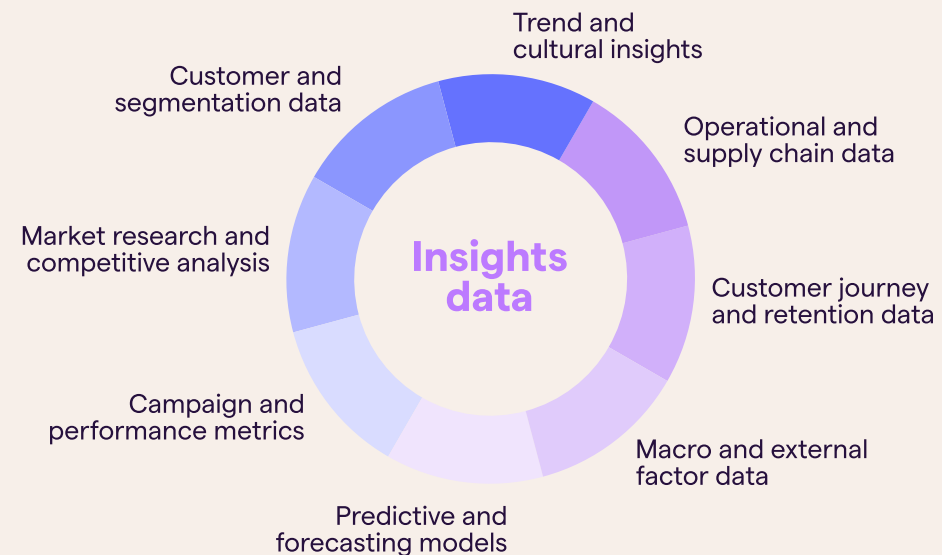 Trend and
cultural insights
Customer and
segmentation data
Operational and
supply chain data
Market research and
competitive analysis
Insights
data
Customer journey
and retention data
Campaign and
performance metrics
Macro and external
factor data
Predictive and
forecasting models